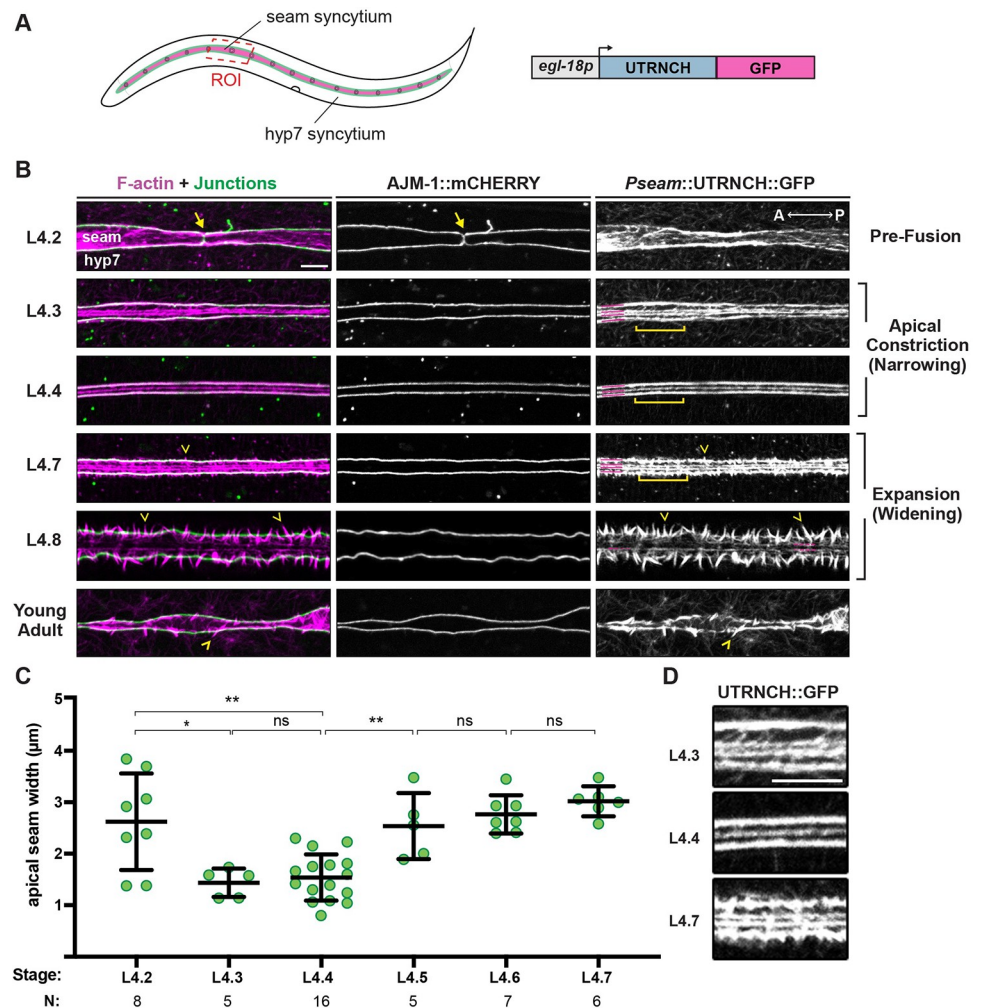 A
seam syncytium
ROI
hyp7 syncytium
egl-18p
UTRNCH
GFP
B
F-actin + Junctions
AJM-1::mCHERRY
Pseam::UTRNCH::GFP
L4.2
seam
hyp7
A P
Pre-Fusion
L4.3
L4.4
Apical
Constriction
(Narrowing)
L4.7
L4.8
Expansion
(Widening)
Young
Adult
C
apical seam width (µm)
5
4
3
2
1
**
*
ns
**
ns
ns
Stage:
L4.2
L4.3
L4.4
L4.5
L4.6
L4.7
N:
8
5
16
5
7
6
D
UTRNCH::GFP
L4.3
L4.4
L4.7